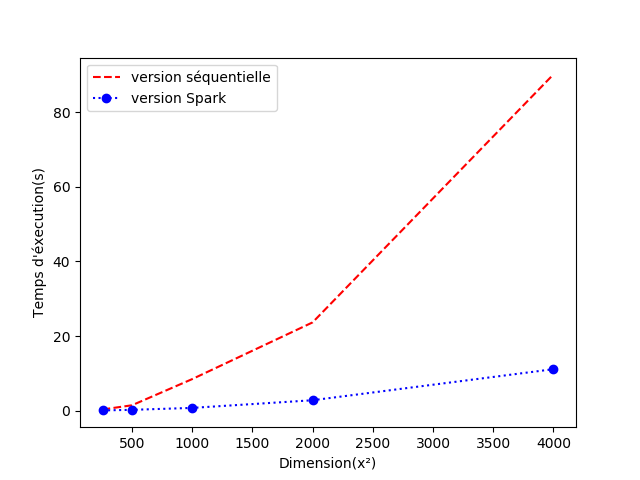 version séquentielle
version Spark
Temps d'éxecution(s)
80
60
40
20
0
500 1000 1500 2000 2500 3000 3500 4000
Dimension(x²)